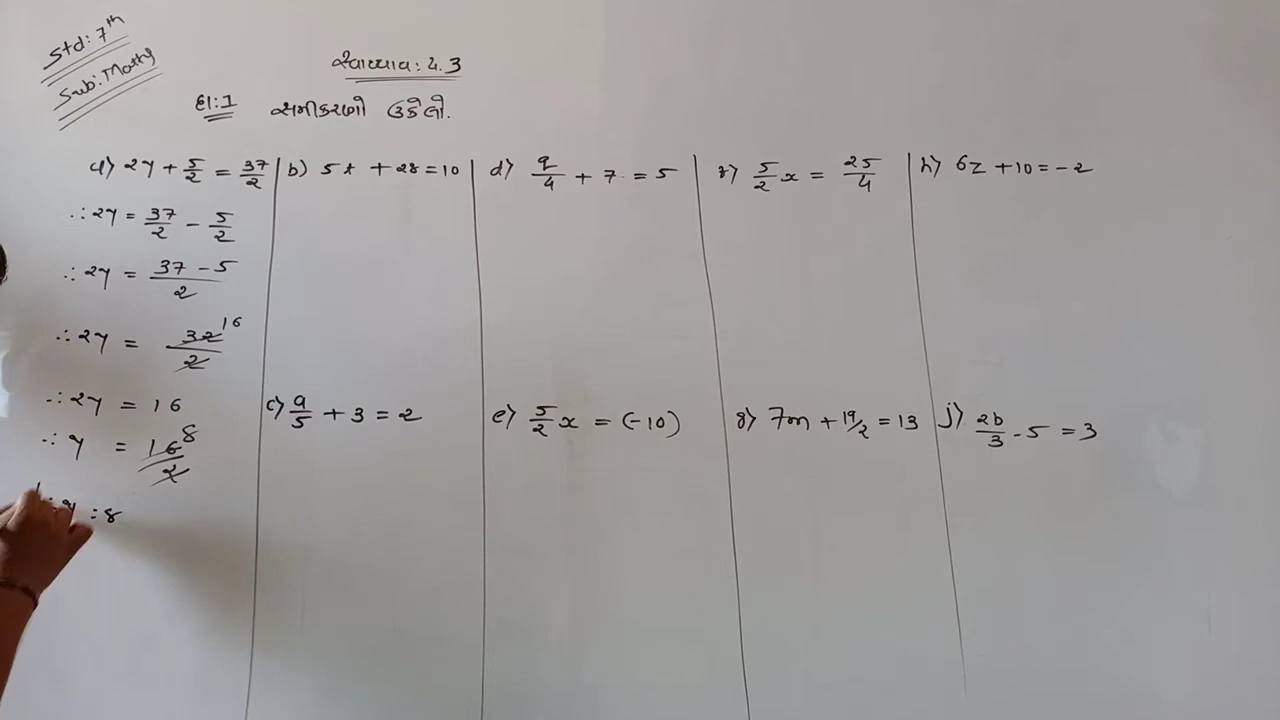 Std: 7th
Sub: Maths
સ્વાધ્યાય: 4.3
દા:1 સમીકરણો ઉકેલો.
a) 2y + 5/2 = 37/2
∴ 2y = 37/2 - 5/2
∴ 2y = 37 - 5/2
∴ 2y = 32/2 16
∴ 2y = 16
∴ y = 16/2 8
∴ y = 8
b) 5t + 28 = 10
c) a/5 + 3 = 2
d) q/4 + 7 = 5
e) 5/2 x = (-10)
f) 5/2 x = 25/4
g) 7m + 19/2 = 13
h) 6z + 10 = -2
j) 2b/3 - 5 = 3